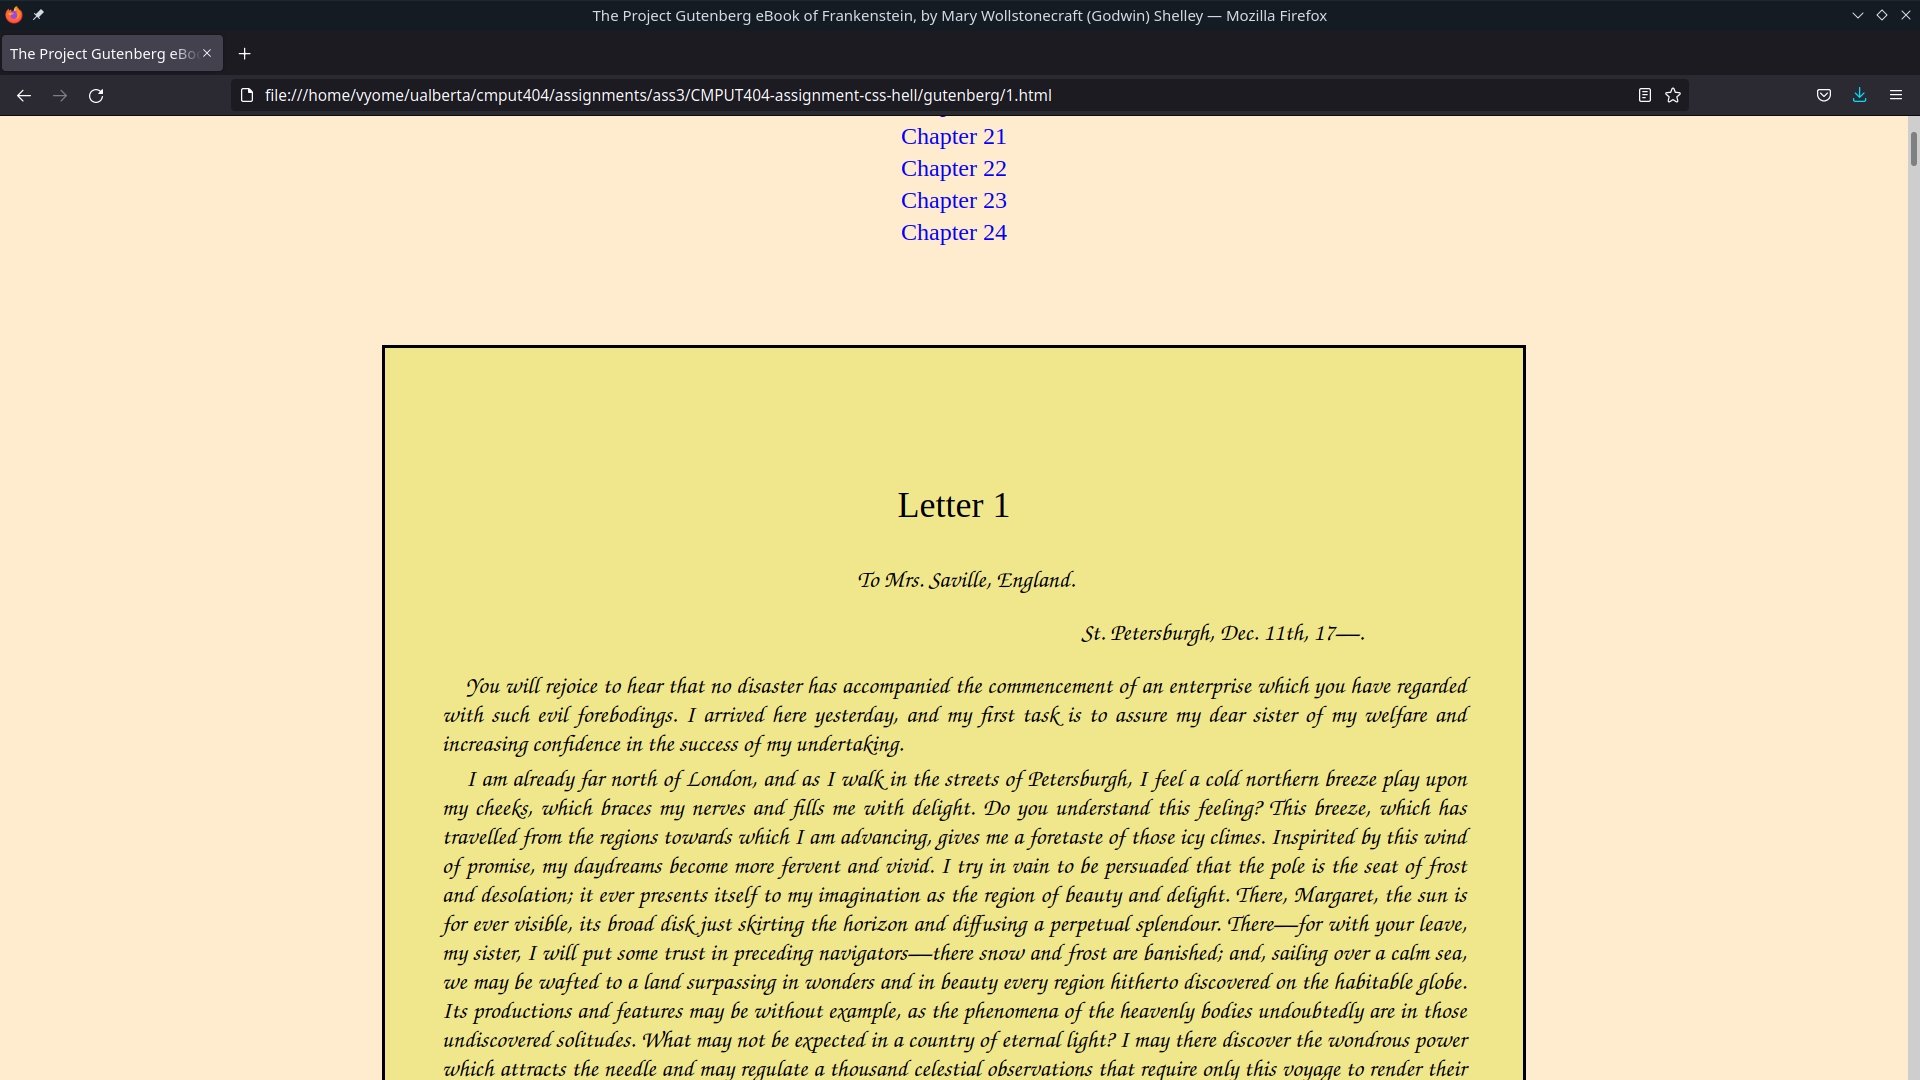 The Project Gutenberg eBook of Frankenstein, by Mary Wollstonecraft (Godwin) Shelley — Mozilla Firefox
The Project Gutenberg eBo
file:///home/vyome/ualberta/cmput404/assignments/ass3/CMPUT404-assignment-css-hell/gutenberg/1.html
Chapter 21
Chapter 22
Chapter 23
Chapter 24
Letter 1
To Mrs. Saville, England.
St. Petersburgh, Dec. 11th, 17—.
You will rejoice to hear that no disaster has accompanied the commencement of an enterprise which you have regarded
with such evil forebodings. I arrived here yesterday, and my first task is to assure my dear sister of my welfare and
increasing confidence in the success of my undertaking.
I am already far north of London, and as I walk in the streets of Petersburgh, I feel a cold northern breeze play upon
my cheeks, which braces my nerves and fills me with delight. Do you understand this feeling? This breeze, which has
travelled from the regions towards which I am advancing, gives me a foretaste of those icy climes. Inspirited by this wind
of promise, my daydreams become more fervent and vivid. I try in vain to be persuaded that the pole is the seat of frost
and desolation; it ever presents itself to my imagination as the region of beauty and delight. There, Margaret, the sun is
for ever visible, its broad disk just skirting the horizon and diffusing a perpetual splendour. There—for with your leave,
my sister, I will put some trust in preceding navigators—there snow and frost are banished; and, sailing over a calm sea,
we may be wafted to a land surpassing in wonders and in beauty every region hitherto discovered on the habitable globe.
Its productions and features may be without example, as the phenomena of the heavenly bodies undoubtedly are in those
undiscovered solitudes. What may not be expected in a country of eternal light? I may there discover the wondrous power
which attracts the needle and may regulate a thousand celestial observations that require only this voyage to render their